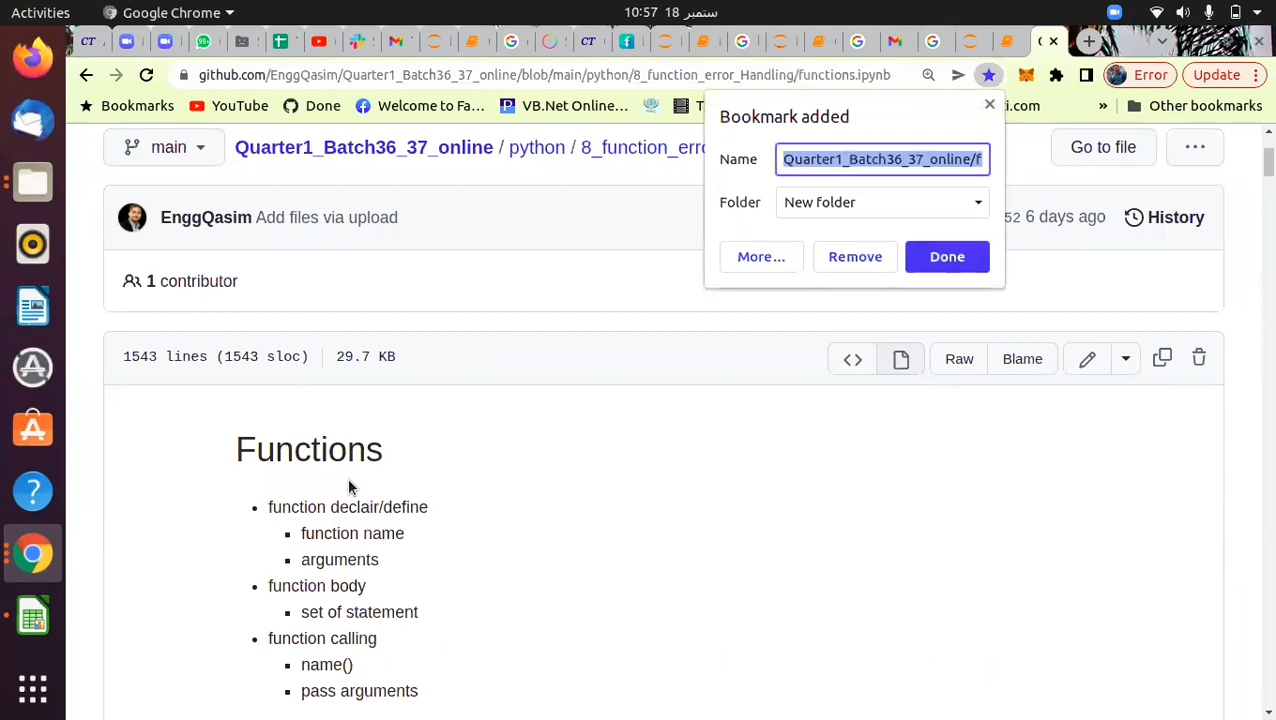 Activities Google Chrome 10:57 18 ستمبر
CT CT
github.com/EnggQasim/Quarter1_Batch36_37_online/blob/main/python/8_function_error_Handling/functions.ipynb Error Update
Bookmarks YouTube Done Welcome to Fa... VB.Net Online... » Other bookmarks
Bookmark added
Name Quarter1_Batch36_37_online/f
Folder New folder
More... Remove Done
main Quarter1_Batch36_37_online / python / 8_function_erro Go to file ...
EnggQasim Add files via upload 52 6 days ago History
1 contributor
1543 lines (1543 sloc) 29.7 KB <> Raw Blame
Functions
• function declair/define
▪ function name
▪ arguments
• function body
▪ set of statement
• function calling
▪ name()
▪ pass arguments